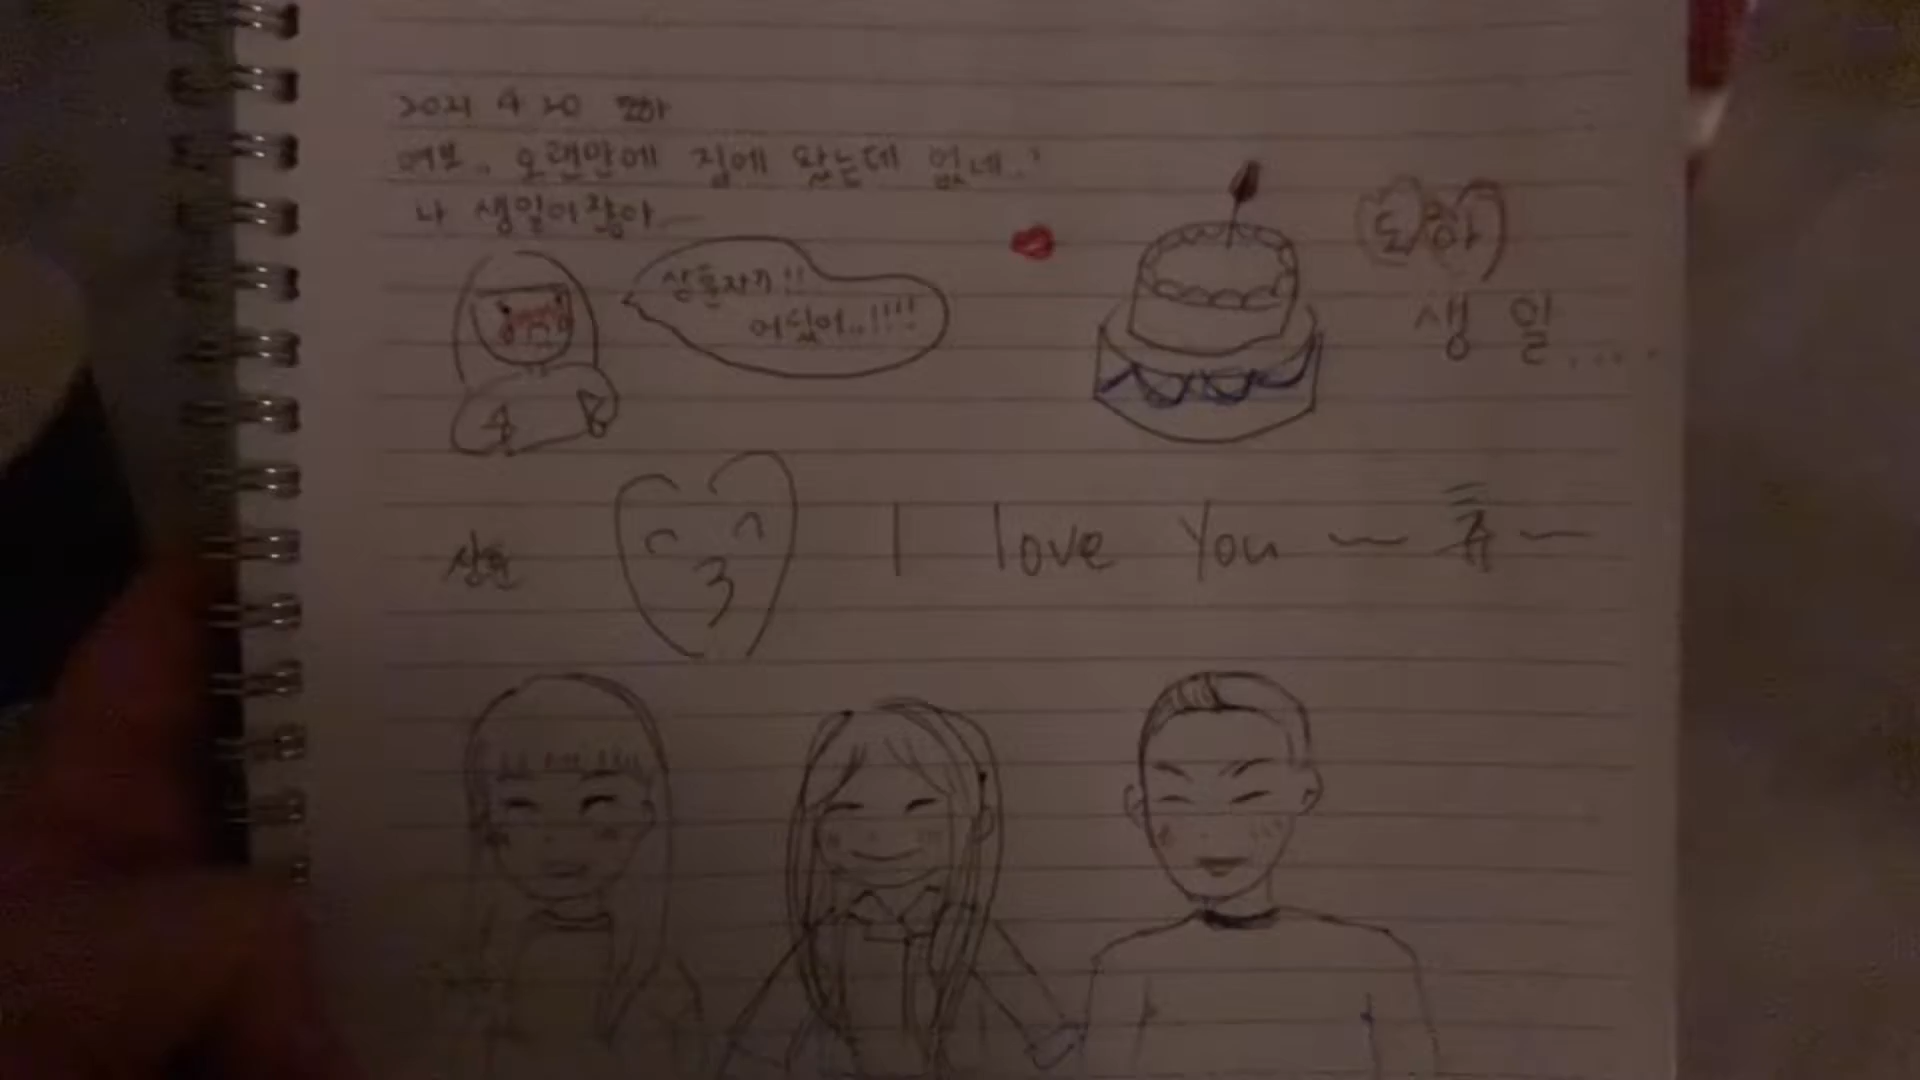 2021 4 20 화
여보.. 오랜만에 집에 왔는데 없네..
나 생일이잖아
상훈자기!!
어딨어..!!!!
도하
생일....
상훈
I love You ~ 쥬 ~